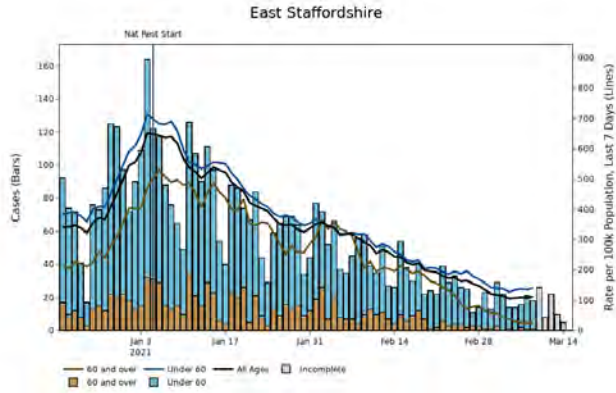 East Staffordshire
Nat Rest Start
Cases (Bars)
160
140
120
100
80
60
40
20
0
Rate per 100k Population, Last 7 Days (Lines)
900
800
700
600
500
400
300
200
100
0
Jan 3
2021
Jan 17
Jan 31
Feb 14
Feb 28
Mar 14
60 and over Under 60 All Ages Incomplete
60 and over Under 60